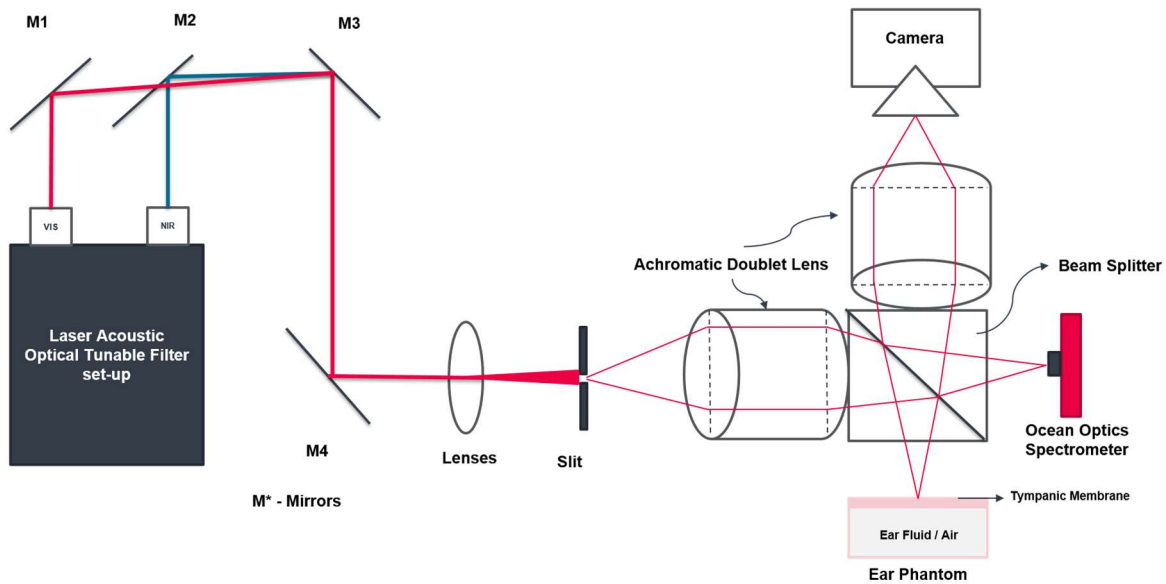 M1
M2
M3
Camera
VIS
NIR
Achromatic Doublet Lens
Beam Splitter
Laser Acoustic
Optical Tunable Filter
set-up
M4
Lenses
Slit
Ocean Optics
Spectrometer
M* - Mirrors
Tympanic Membrane
Ear Fluid / Air
Ear Phantom